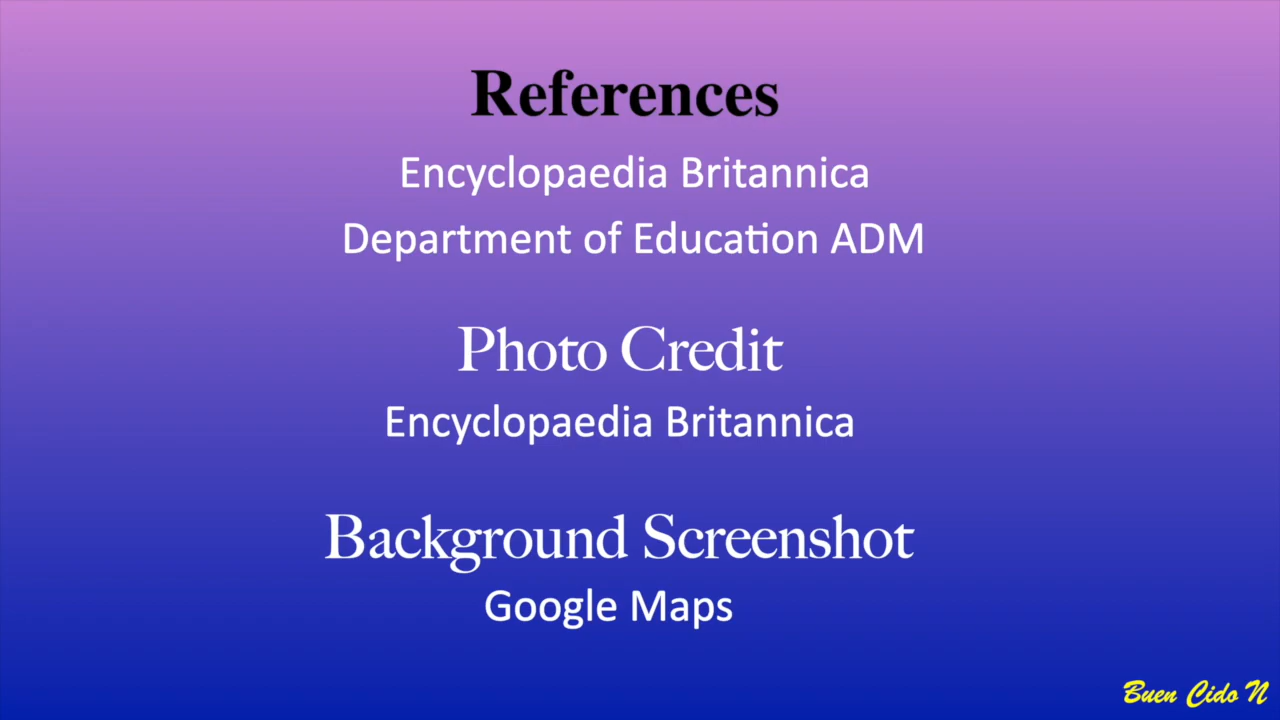 References
Encyclopaedia Britannica
Department of Education ADM
Photo Credit
Encyclopaedia Britannica
Background Screenshot
Google Maps
Buen Cido N